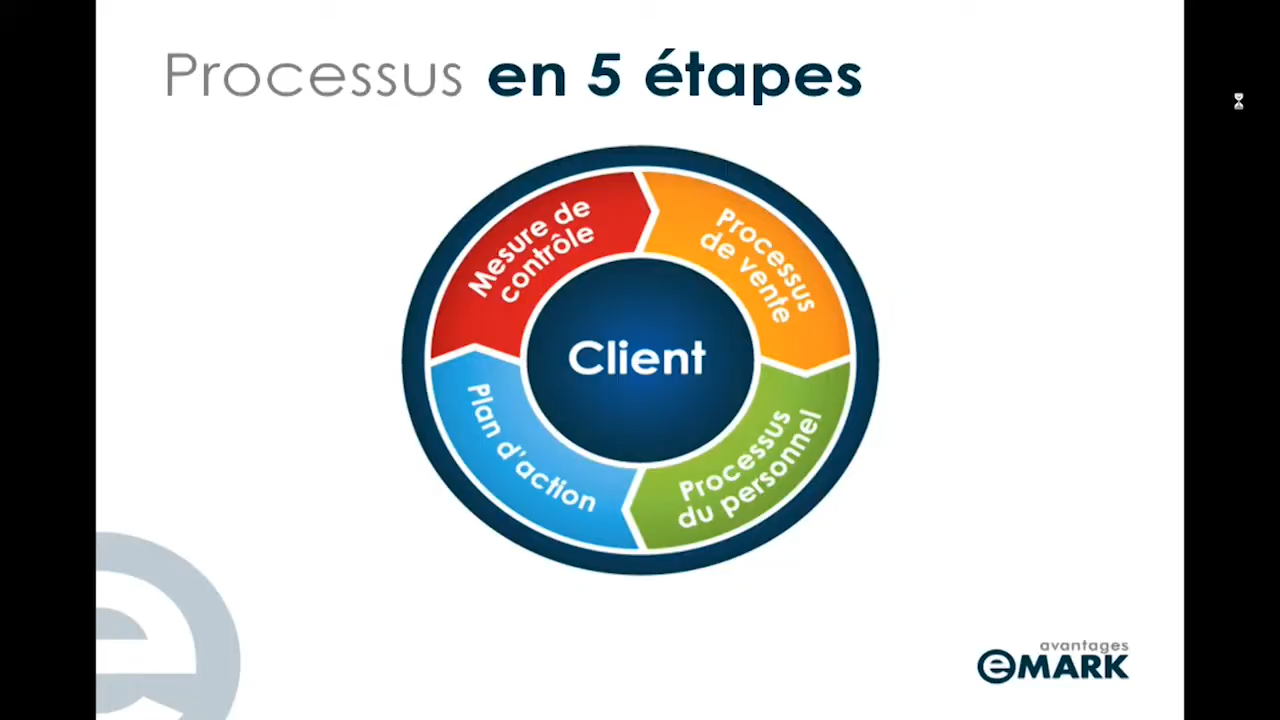 Processus en 5 étapes
Mesure de
contrôle
Processus
de vente
Client
Plan d'action
Processus
du personnel
avantages
eMARK